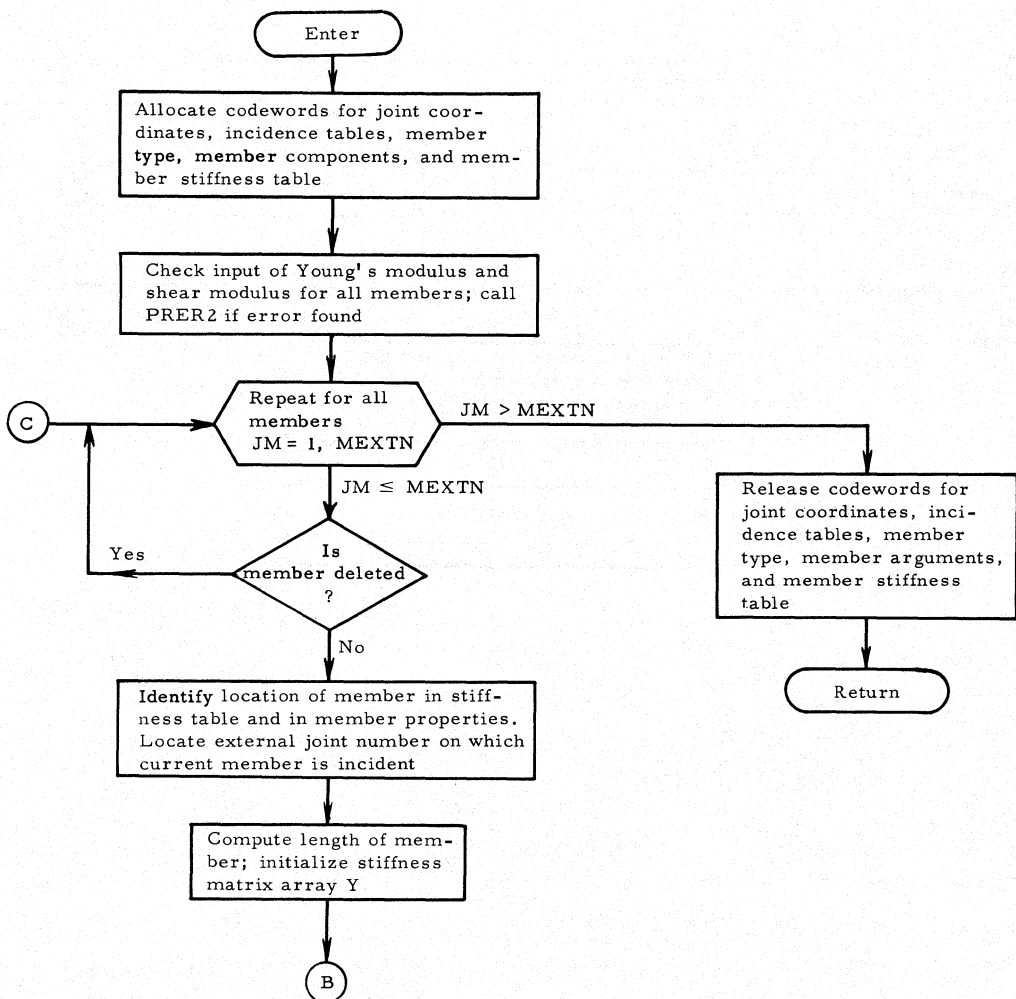 Enter
Allocate codewords for joint coor-
dinates, incidence tables, member
type, member components, and mem-
ber stiffness table
Check input of Young's modulus and
shear modulus for all members; call
PRER2 if error found
C
Repeat for all
members
JM = 1, MEXTN
JM > MEXTN
JM ≤ MEXTN
Release codewords for
joint coordinates, inci-
dence tables, member
type, member arguments,
and member stiffness
table
Return
Is
member deleted
?
Yes
No
Identify location of member in stiff-
ness table and in member properties.
Locate external joint number on which
current member is incident
Compute length of mem-
ber; initialize stiffness
matrix array Y
B